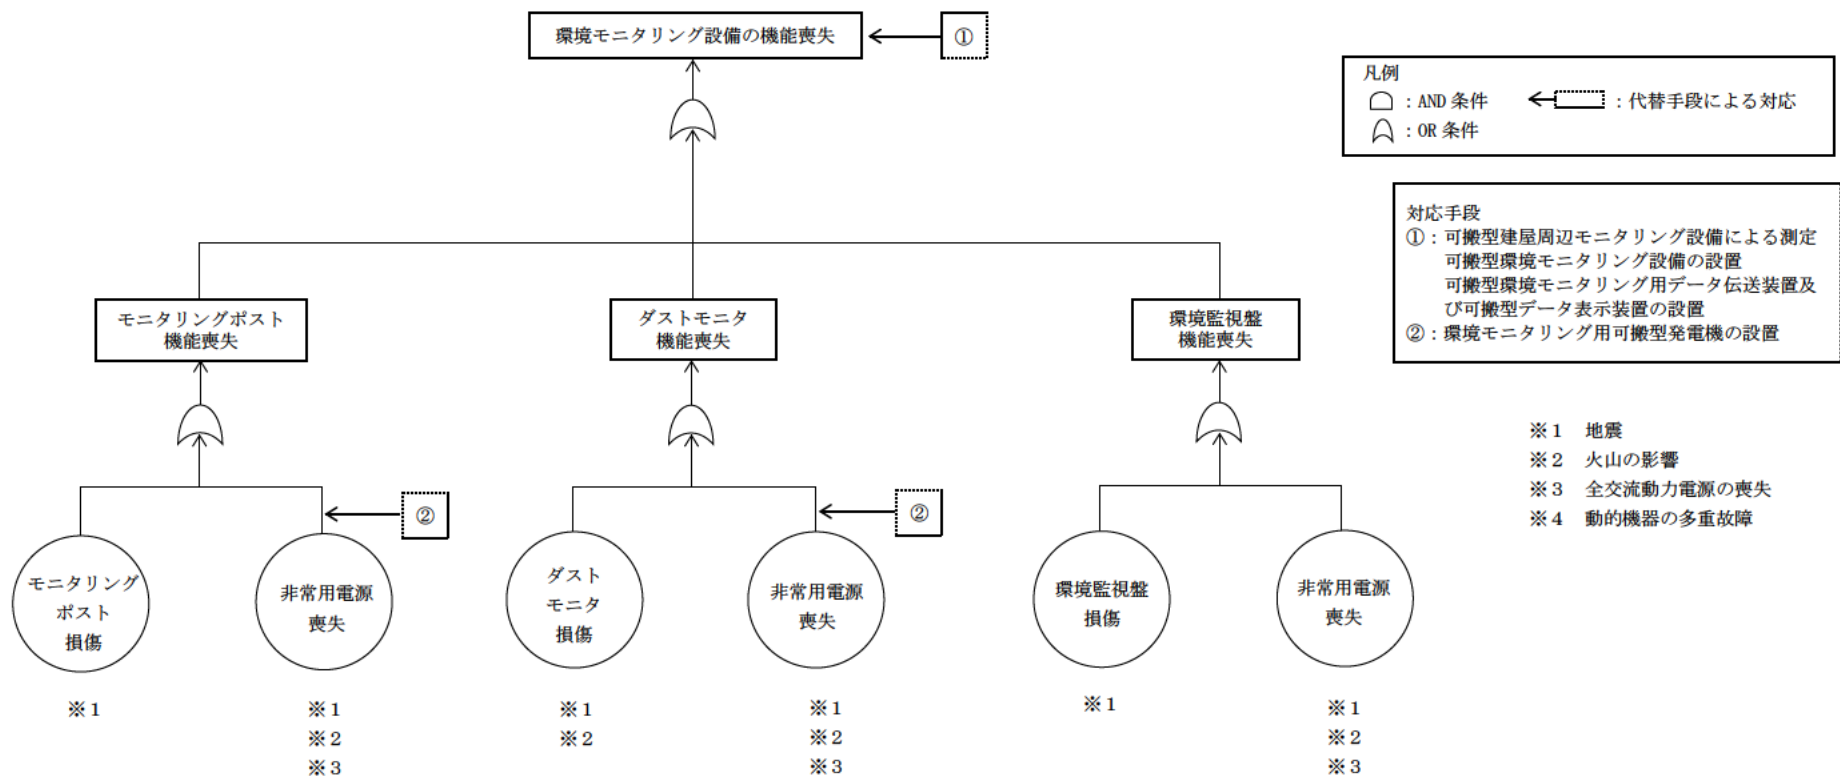 環境モニタリング設備の機能喪失
①
凡例
：AND 条件
：代替手段による対応
：OR 条件
対応手段
①：可搬型建屋周辺モニタリング設備による測定
可搬型環境モニタリング設備の設置
可搬型環境モニタリング用データ伝送装置及
び可搬型データ表示装置の設置
②：環境モニタリング用可搬型発電機の設置
モニタリングポスト
機能喪失
ダストモニタ
機能喪失
環境監視盤
機能喪失
※1 地震
※2 火山の影響
※3 全交流動力電源の喪失
※4 動的機器の多重故障
②
②
モニタリング
ポスト
損傷
非常用電源
喪失
ダスト
モニタ
損傷
非常用電源
喪失
環境監視盤
損傷
非常用電源
喪失
※1
※1
※2
※3
※1
※2
※1
※2
※3
※1
※1
※2
※3